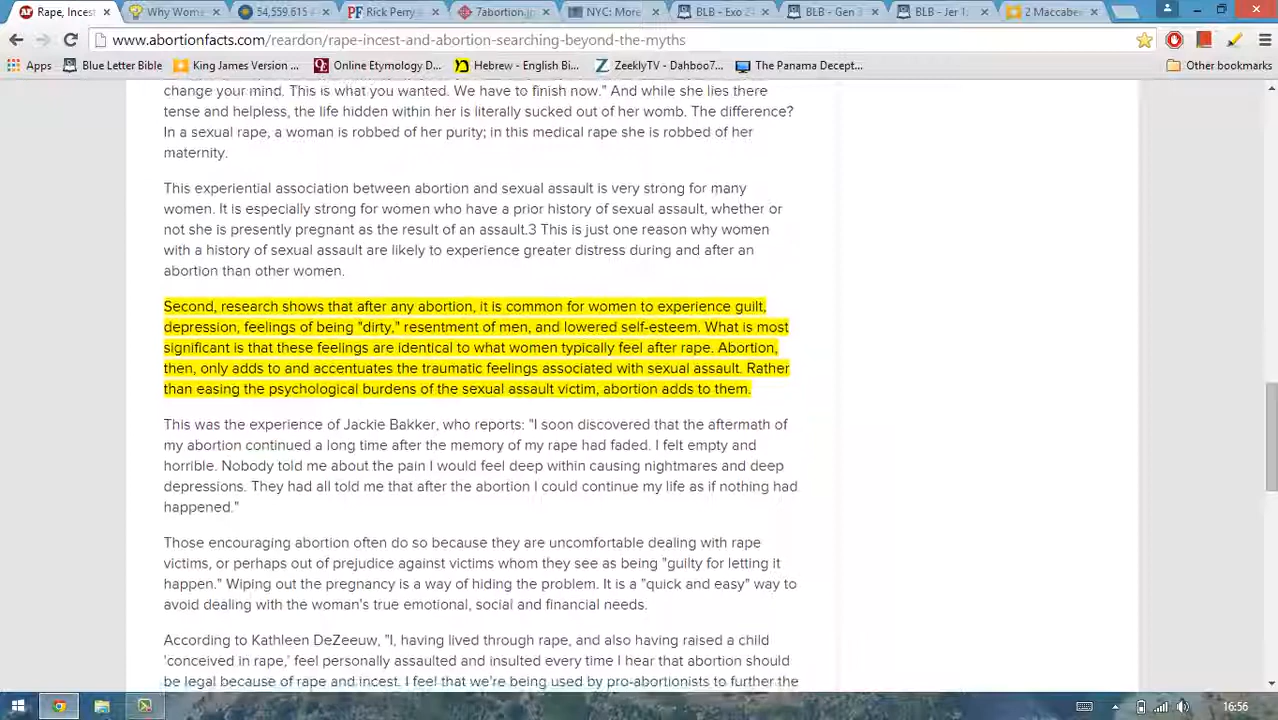 Rape, Incest
Why Wome
54,559,615
Rick Perry
7abortion.jp
NYC: More
BLB - Exo 2
BLB - Gen 3
BLB - Jer 1,
2 Maccabe
www.abortionfacts.com/reardon/rape-incest-and-abortion-searching-beyond-the-myths
Apps
Blue Letter Bible
King James Version ...
Online Etymology D...
Hebrew - English Bi...
ZeeklyTV - Dahboo7...
The Panama Decept...
Other bookmarks
change your mind. This is what you wanted. We have to finish now." And while she lies there
tense and helpless, the life hidden within her is literally sucked out of her womb. The difference?
In a sexual rape, a woman is robbed of her purity; in this medical rape she is robbed of her
maternity.
This experiential association between abortion and sexual assault is very strong for many
women. It is especially strong for women who have a prior history of sexual assault, whether or
not she is presently pregnant as the result of an assault.3 This is just one reason why women
with a history of sexual assault are likely to experience greater distress during and after an
abortion than other women.
Second, research shows that after any abortion, it is common for women to experience guilt,
depression, feelings of being "dirty," resentment of men, and lowered self-esteem. What is most
significant is that these feelings are identical to what women typically feel after rape. Abortion,
then, only adds to and accentuates the traumatic feelings associated with sexual assault. Rather
than easing the psychological burdens of the sexual assault victim, abortion adds to them.
This was the experience of Jackie Bakker, who reports: "I soon discovered that the aftermath of
my abortion continued a long time after the memory of my rape had faded. I felt empty and
horrible. Nobody told me about the pain I would feel deep within causing nightmares and deep
depressions. They had all told me that after the abortion I could continue my life as if nothing had
happened."
Those encouraging abortion often do so because they are uncomfortable dealing with rape
victims, or perhaps out of prejudice against victims whom they see as being "guilty for letting it
happen." Wiping out the pregnancy is a way of hiding the problem. It is a "quick and easy" way to
avoid dealing with the woman's true emotional, social and financial needs.
According to Kathleen DeZeeuw, "I, having lived through rape, and also having raised a child
'conceived in rape,' feel personally assaulted and insulted every time I hear that abortion should
be legal because of rape and incest. I feel that we're being used by pro-abortionists to further the
16:56